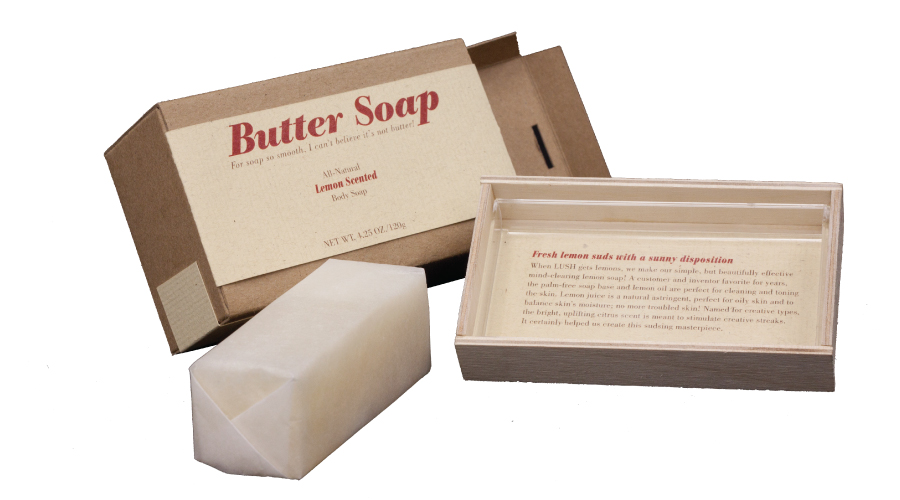 Butter Soap
For soap so smooth, I can't believe it's not butter!
All-Natural
Lemon Scented
Body Soap
NET WT. 4.25 OZ./120g
Fresh lemon suds with a sunny disposition
When LUSH gets lemons, we make our simple, but beautifully effective
mind-clearing lemon soap! A customer and inventor favorite for years,
the palm-free soap base and lemon oil are perfect for cleaning and toning
the skin. Lemon juice is a natural astringent, perfect for oily skin and to
balance skin's moisture; no more troubled skin! Named for creative types,
the bright, uplifting citrus scent is meant to stimulate creative streaks.
It certainly helped us create this sudsing masterpiece.